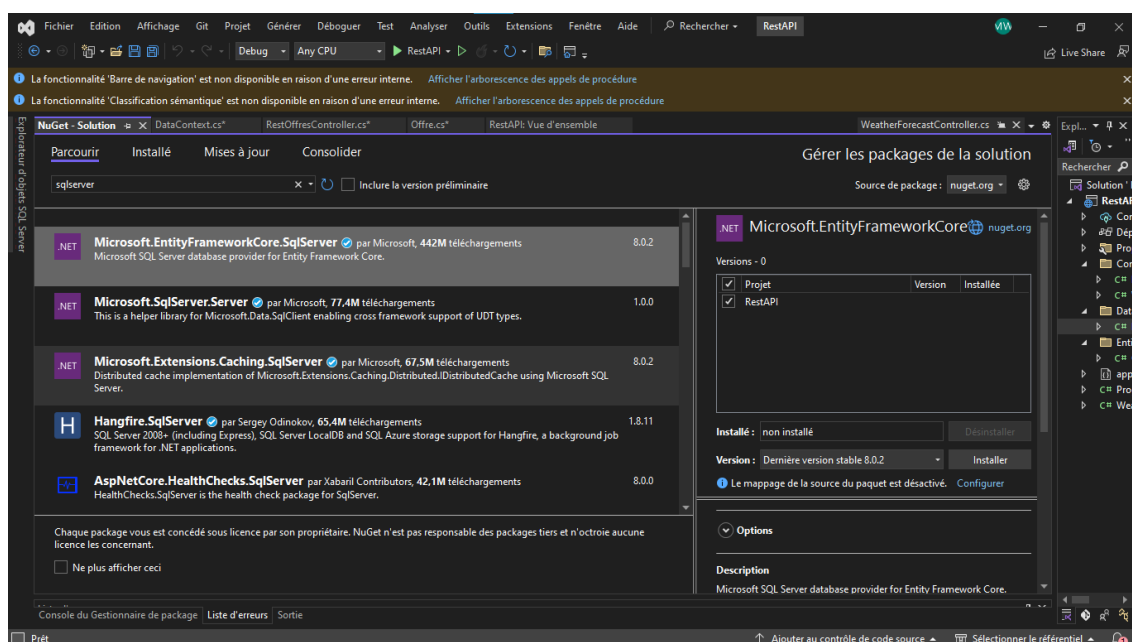 Fichier Edition Affichage Git Projet Générer Déboguer Test Analyser Outils Extensions Fenêtre Aide Rechercher RestAPI
Debug Any CPU RestAPI Live Share
La fonctionnalité 'Barre de navigation' est non disponible en raison d'une erreur interne. Afficher l'arborescence des appels de procédure
La fonctionnalité 'Classification sémantique' est non disponible en raison d'une erreur interne. Afficher l'arborescence des appels de procédure
Explorateur d'objets SQL Server
NuGet - Solution DataContext.cs* RestOffresController.cs* Offre.cs* RestAPI: Vue d'ensemble WeatherForecastController.cs
Parcourir Installé Mises à jour Consolider
Gérer les packages de la solution
sqlserver
Inclure la version préliminaire
Source de package : nuget.org
.NET
Microsoft.EntityFrameworkCore.SqlServer par Microsoft, 442M téléchargements 8.0.2
Microsoft SQL Server database provider for Entity Framework Core.
.NET
Microsoft.SqlServer.Server par Microsoft, 77,4M téléchargements 1.0.0
This is a helper library for Microsoft.Data.SqlClient enabling cross framework support of UDT types.
.NET
Microsoft.Extensions.Caching.SqlServer par Microsoft, 67,5M téléchargements 8.0.2
Distributed cache implementation of Microsoft.Extensions.Caching.Distributed.IDistributedCache using Microsoft SQL
Server.
H
Hangfire.SqlServer par Sergey Odinokov, 65,4M téléchargements 1.8.11
SQL Server 2008+ (including Express), SQL Server LocalDB and SQL Azure storage support for Hangfire, a background job
framework for .NET applications.
AspNetCore.HealthChecks.SqlServer par Xabaril Contributors, 42,1M téléchargements 8.0.0
HealthChecks.SqlServer is the health check package for SqlServer.
Chaque package vous est concédé sous licence par son propriétaire. NuGet n'est pas responsable des packages tiers et n'octroie aucune
licence les concernant.
Ne plus afficher ceci
.NET Microsoft.EntityFrameworkCore nuget.org
Versions - 0
Projet Version Installée
RestAPI
Installé : non installé Désinstaller
Version : Dernière version stable 8.0.2 Installer
Le mappage de la source du paquet est désactivé. Configurer
Options
Description
Microsoft SQL Server database provider for Entity Framework Core.
Expl...
Rechercher
Solution '
RestAF
Cor
Dép
Pro
Cor
C#
C#
Dat
C#
Enti
C#
app
C# Pro
C# Wea
Console du Gestionnaire de package Liste d'erreurs Sortie
Prêt Ajouter au contrôle de code source Sélectionner le référentiel